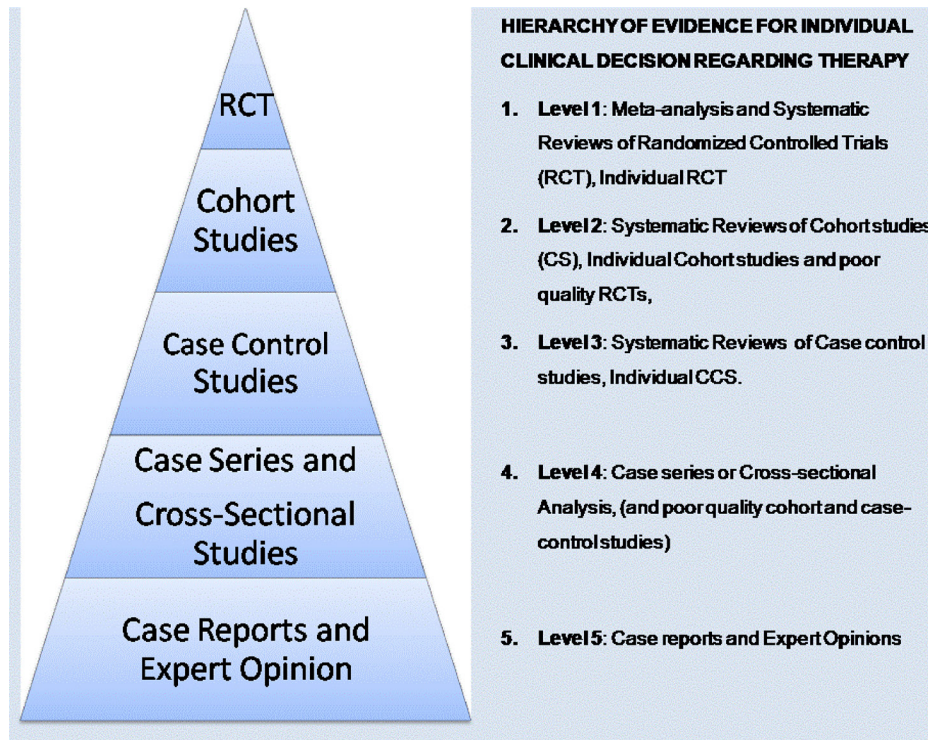 RCT
Cohort
Studies
Case Control
Studies
Case Series and
Cross-Sectional
Studies
Case Reports and
Expert Opinion
HIERARCHY OF EVIDENCE FOR INDIVIDUAL
CLINICAL DECISION REGARDING THERAPY
1. Level 1: Meta-analysis and Systematic
Reviews of Randomized Controlled Trials
(RCT), Individual RCT
2. Level 2: Systematic Reviews of Cohort studies
(CS), Individual Cohort studies and poor
quality RCTs,
3. Level 3: Systematic Reviews of Case control
studies, Individual CCS.
4. Level 4: Case series or Cross-sectional
Analysis, (and poor quality cohort and case-
control studies)
5. Level 5: Case reports and Expert Opinions